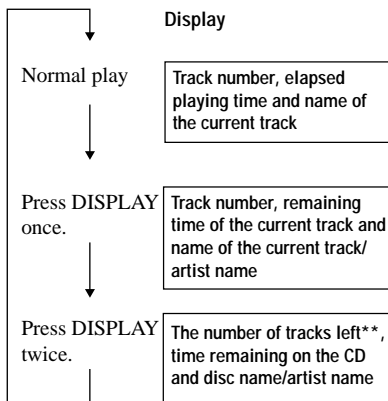 Display
Normal play
Track number, elapsed
playing time and name of
the current track
Press DISPLAY
once.
Track number, remaining
time of the current track and
name of the current track/
artist name
Press DISPLAY
twice.
The number of tracks left**,
time remaining on the CD
and disc name/artist name